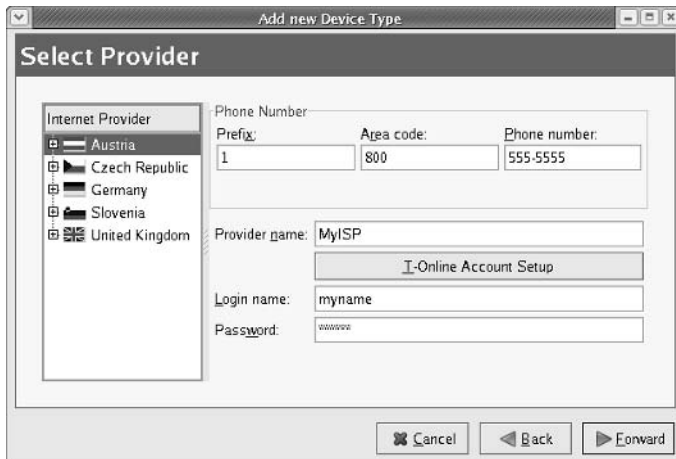 Add new Device Type
Select Provider
Internet Provider
Austria
Czech Republic
Germany
Slovenia
United Kingdom
Phone Number
Prefix: Area code: Phone number:
1 800 555-5555
Provider name: MyISP
T-Online Account Setup
Login name: myname
Password: ******
Cancel Back Forward